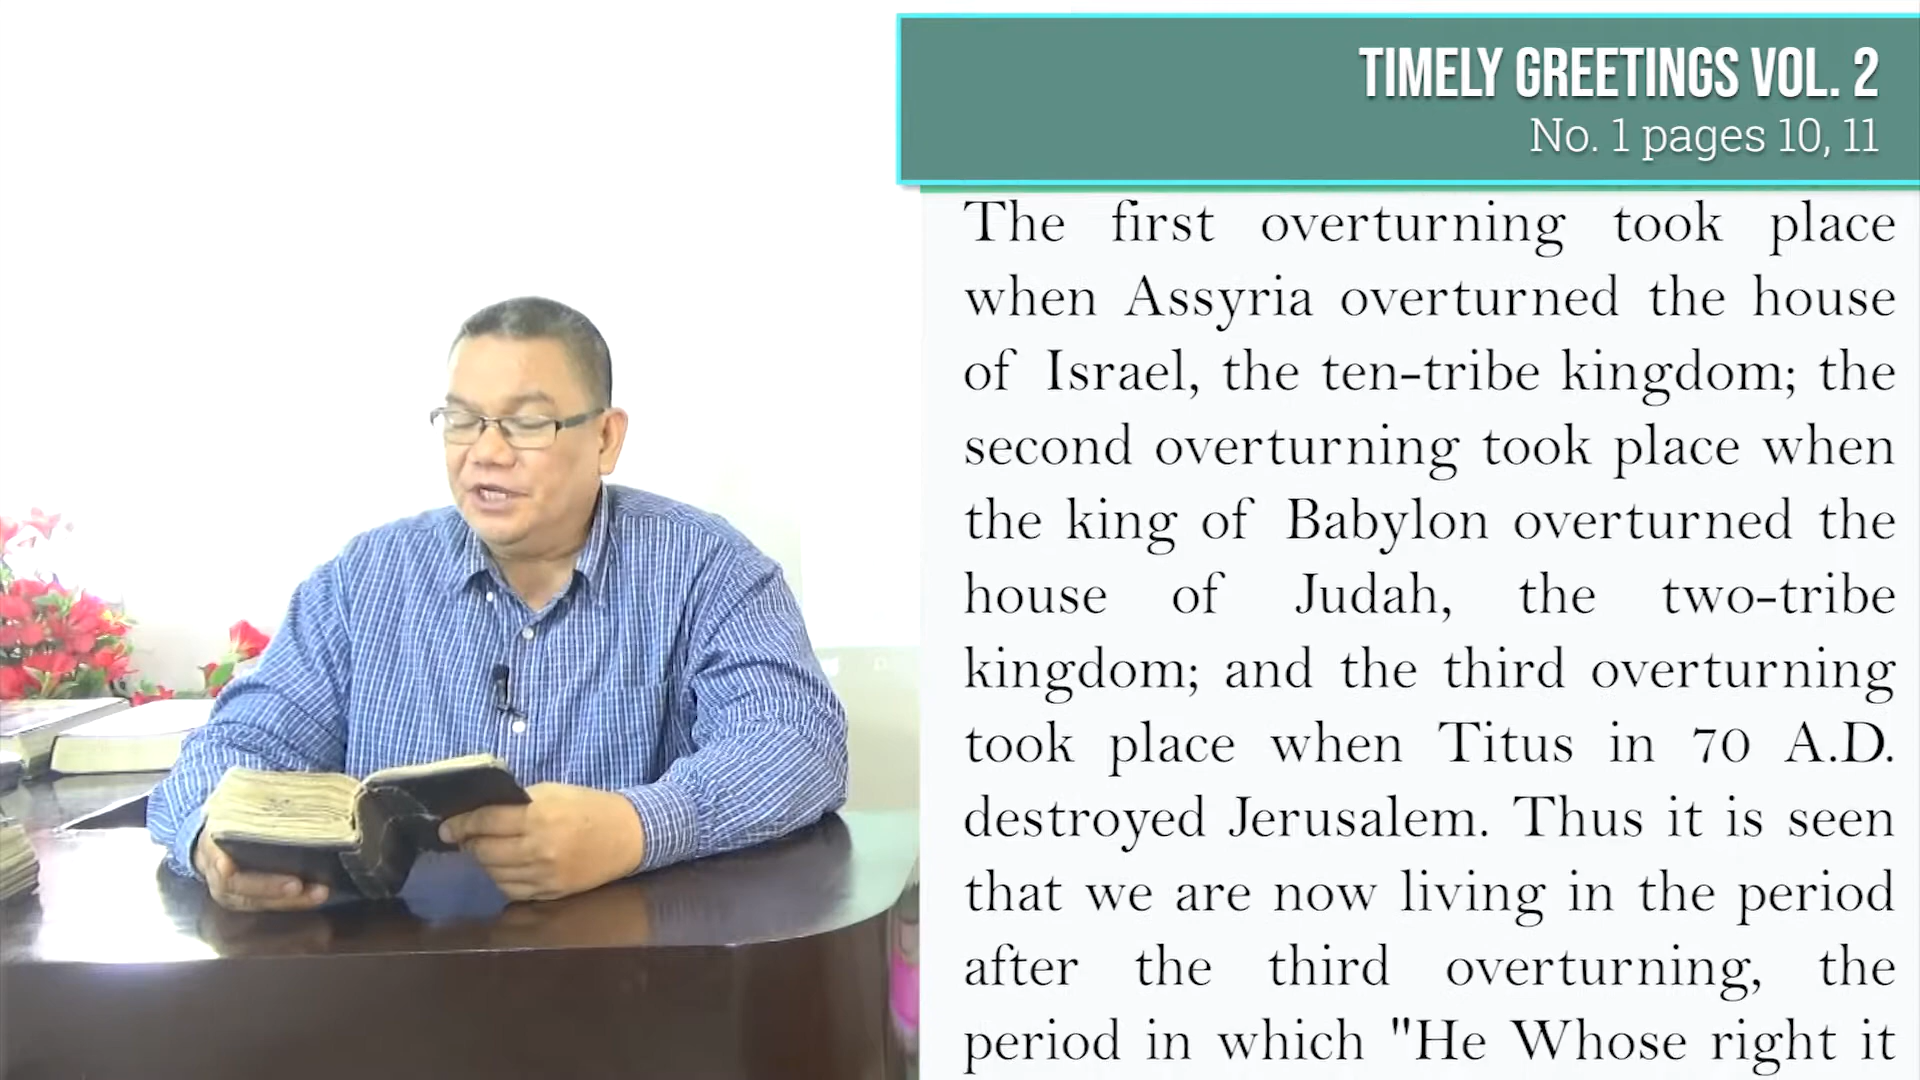 TIMELY GREETINGS VOL. 2
No. 1 pages 10, 11
The first overturning took place
when Assyria overturned the house
of Israel, the ten-tribe kingdom; the
second overturning took place when
the king of Babylon overturned the
house of Judah, the two-tribe
kingdom; and the third overturning
took place when Titus in 70 A.D.
destroyed Jerusalem. Thus it is seen
that we are now living in the period
after the third overturning, the
period in which "He Whose right it